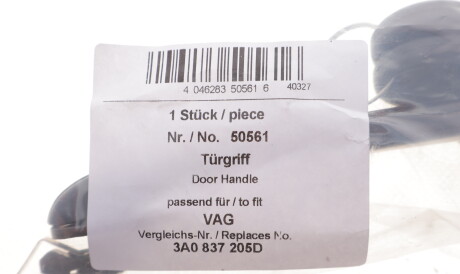 4 046283 50561 6 40327
1 Stück / piece
Nr. / No. 50561
Türgriff
Door Handle
passend für / to fit
VAG
Vergleichs-Nr. / Replaces No.
3A0 837 205D